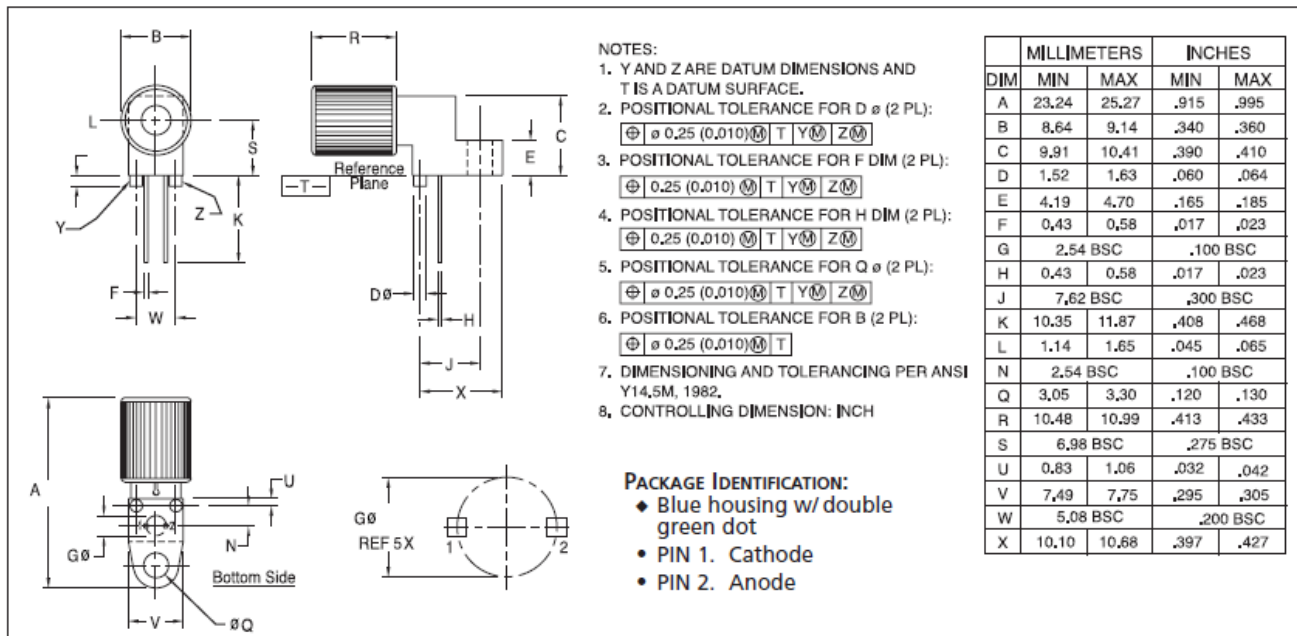 B
L
S
Y
Z
K
F
W
R
C
E
Reference
Plane
-T-
DØ
H
J
X
A
U
N
GØ
Bottom Side
V
øQ
GØ
REF 5X
1
2
NOTES:
1. Y AND Z ARE DATUM DIMENSIONS AND
T IS A DATUM SURFACE.
2. POSITIONAL TOLERANCE FOR D ø (2 PL):
⌖ ø 0.25 (0.010)Ⓜ T YⓂ ZⓂ
3. POSITIONAL TOLERANCE FOR F DIM (2 PL):
⌖ 0.25 (0.010) Ⓜ T YⓂ ZⓂ
4. POSITIONAL TOLERANCE FOR H DIM (2 PL):
⌖ 0.25 (0.010) Ⓜ T YⓂ ZⓂ
5. POSITIONAL TOLERANCE FOR Q ø (2 PL):
⌖ ø 0.25 (0.010)Ⓜ T YⓂ ZⓂ
6. POSITIONAL TOLERANCE FOR B (2 PL):
⌖ ø 0.25 (0.010)Ⓜ T
7. DIMENSIONING AND TOLERANCING PER ANSI
Y14.5M, 1982.
8. CONTROLLING DIMENSION: INCH
PACKAGE IDENTIFICATION:
◆ Blue housing w/ double
green dot
• PIN 1. Cathode
• PIN 2. Anode
MILLIMETERS INCHES
DIM MIN MAX MIN MAX
A 23.24 25.27 .915 .995
B 8.64 9.14 .340 .360
C 9.91 10.41 .390 .410
D 1.52 1.63 .060 .064
E 4.19 4.70 .165 .185
F 0.43 0.58 .017 .023
G 2.54 BSC .100 BSC
H 0.43 0.58 .017 .023
J 7.62 BSC .300 BSC
K 10.35 11.87 .408 .468
L 1.14 1.65 .045 .065
N 2.54 BSC .100 BSC
Q 3.05 3.30 .120 .130
R 10.48 10.99 .413 .433
S 6.98 BSC .275 BSC
U 0.83 1.06 .032 .042
V 7.49 7.75 .295 .305
W 5.08 BSC .200 BSC
X 10.10 10.68 .397 .427